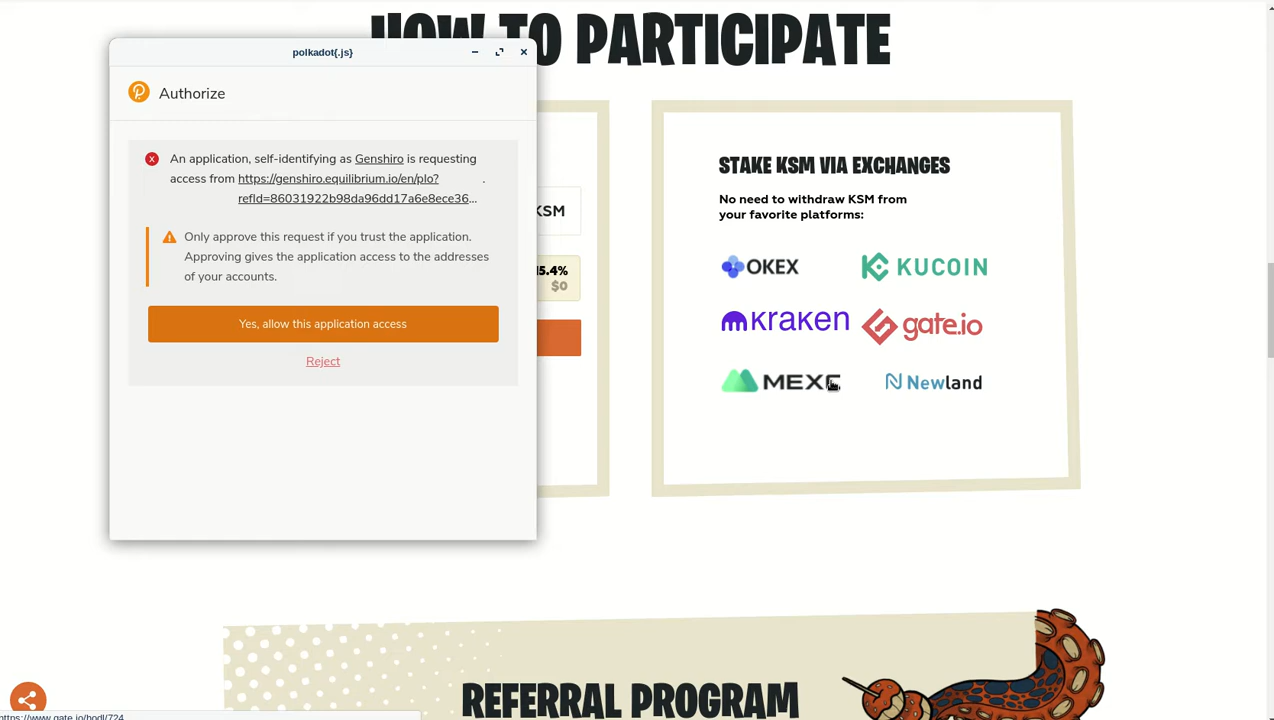 HOW TO PARTICIPATE
polkadot{.js}
Authorize
An application, self-identifying as Genshiro is requesting
access from https://genshiro.equilibrium.io/en/plo? .
refId=86031922b98da96dd17a6e8ece36...
Only approve this request if you trust the application.
Approving gives the application access to the addresses
of your accounts.
Yes, allow this application access
Reject
KSM
15.4%
$0
STAKE KSM VIA EXCHANGES
No need to withdraw KSM from
your favorite platforms:
OKEX
KUCOIN
kraken
gate.io
MEXC
Newland
REFERRAL PROGRAM
https://www.gate.io/hodl/724